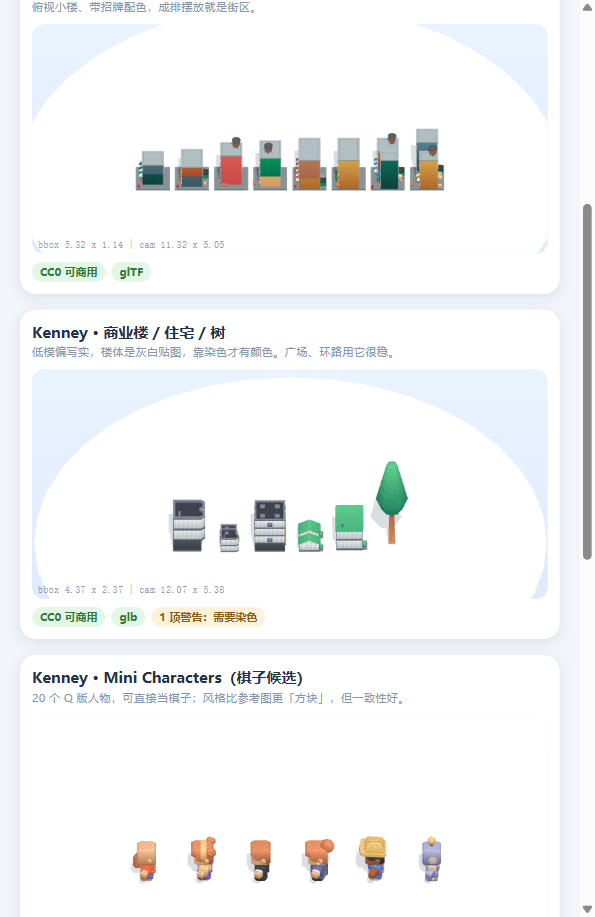 俯视小楼、带招牌配色，成排摆放就是街区。
bbox 5.32 x 1.14 | cam 11.32 x 5.05
CC0 可商用 glTF
Kenney • 商业楼 / 住宅 / 树
低模偏写实，楼体是灰白贴图，靠染色才有颜色。广场、环路用它很稳。
bbox 4.37 x 2.37 | cam 12.07 x 5.38
CC0 可商用 glb 1 顶警告：需要染色
Kenney • Mini Characters（棋子候选）
20 个 Q 版人物，可直接当棋子；风格比参考图更「方块」，但一致性好。